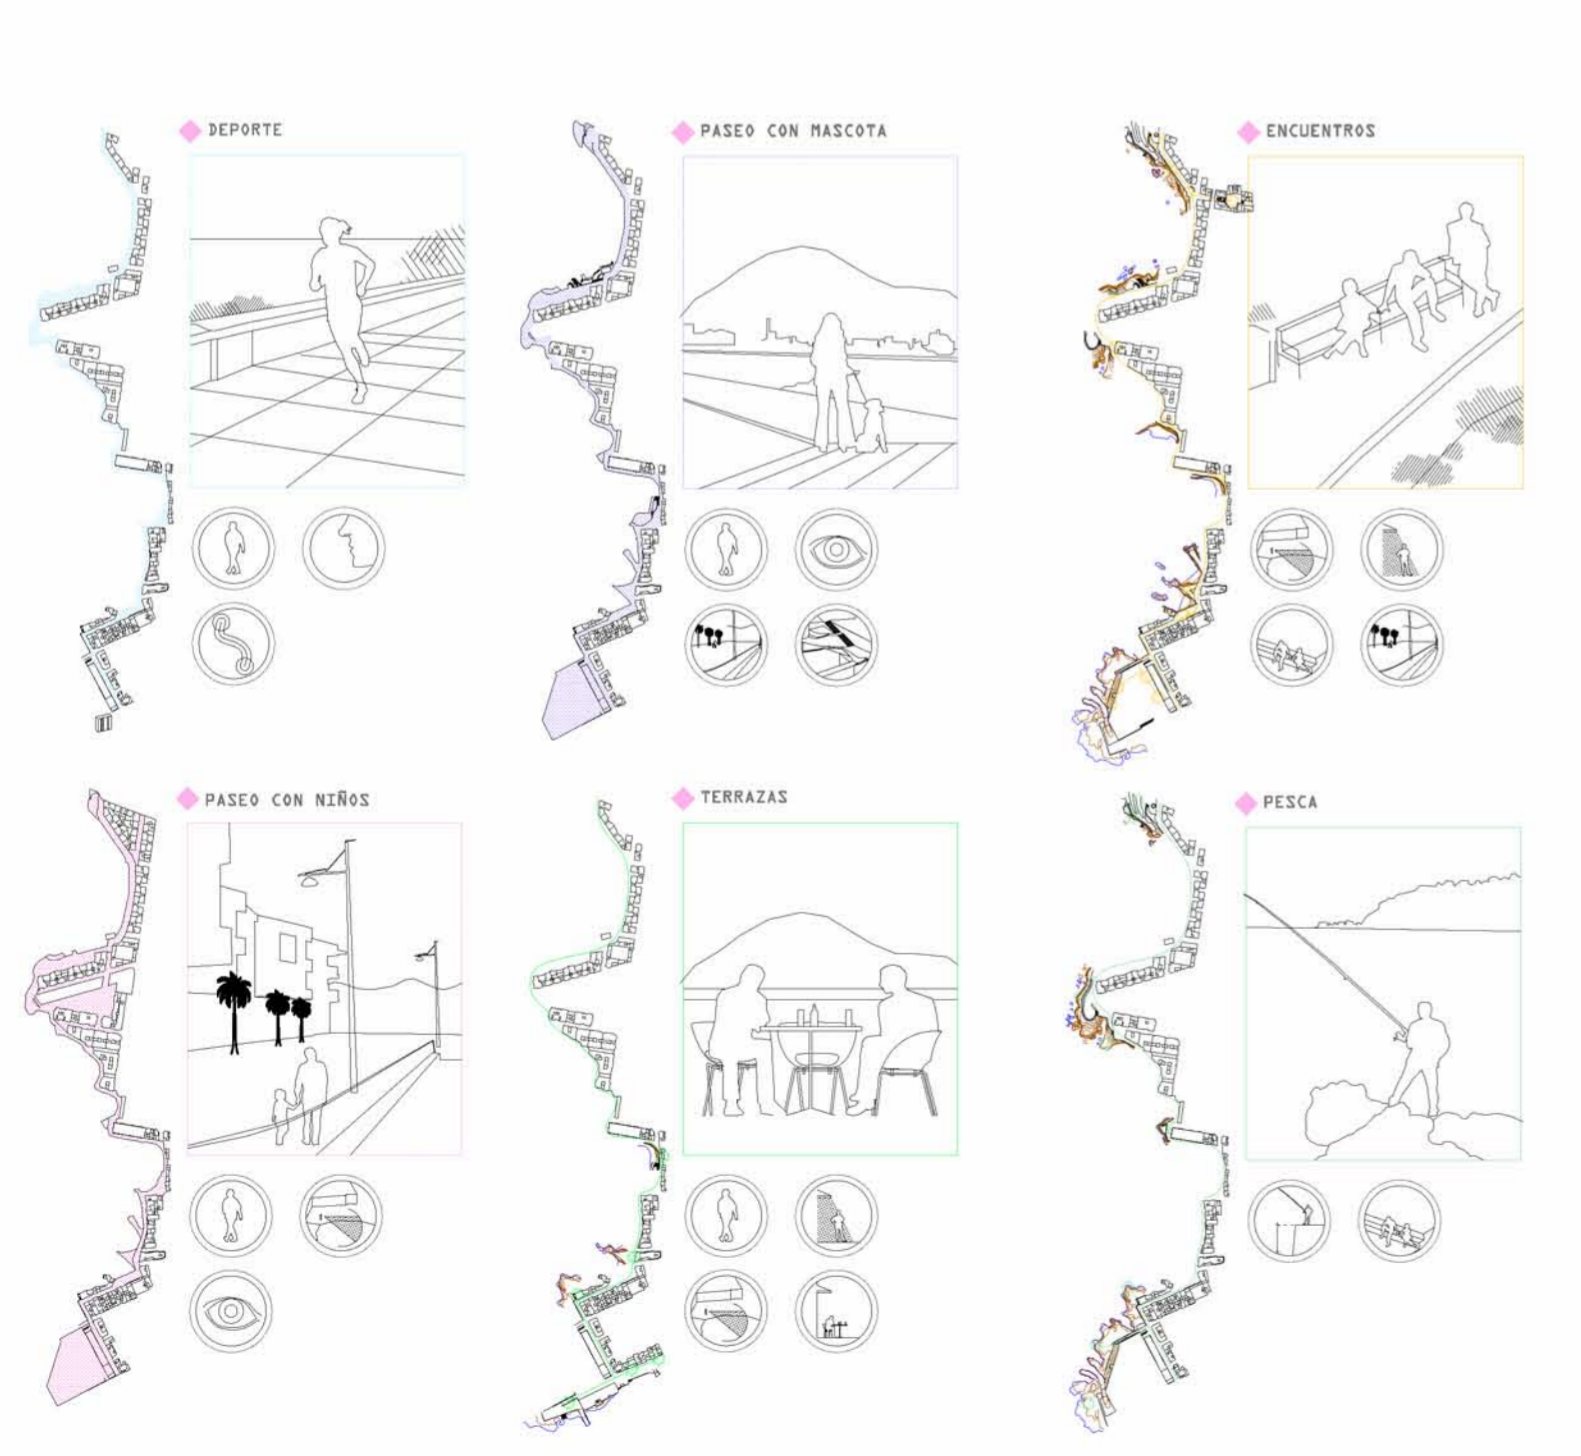 DEPORTE
PASEO CON MASCOTA
ENCUENTROS
PASEO CON NIÑOS
TERRAZAS
PESCA